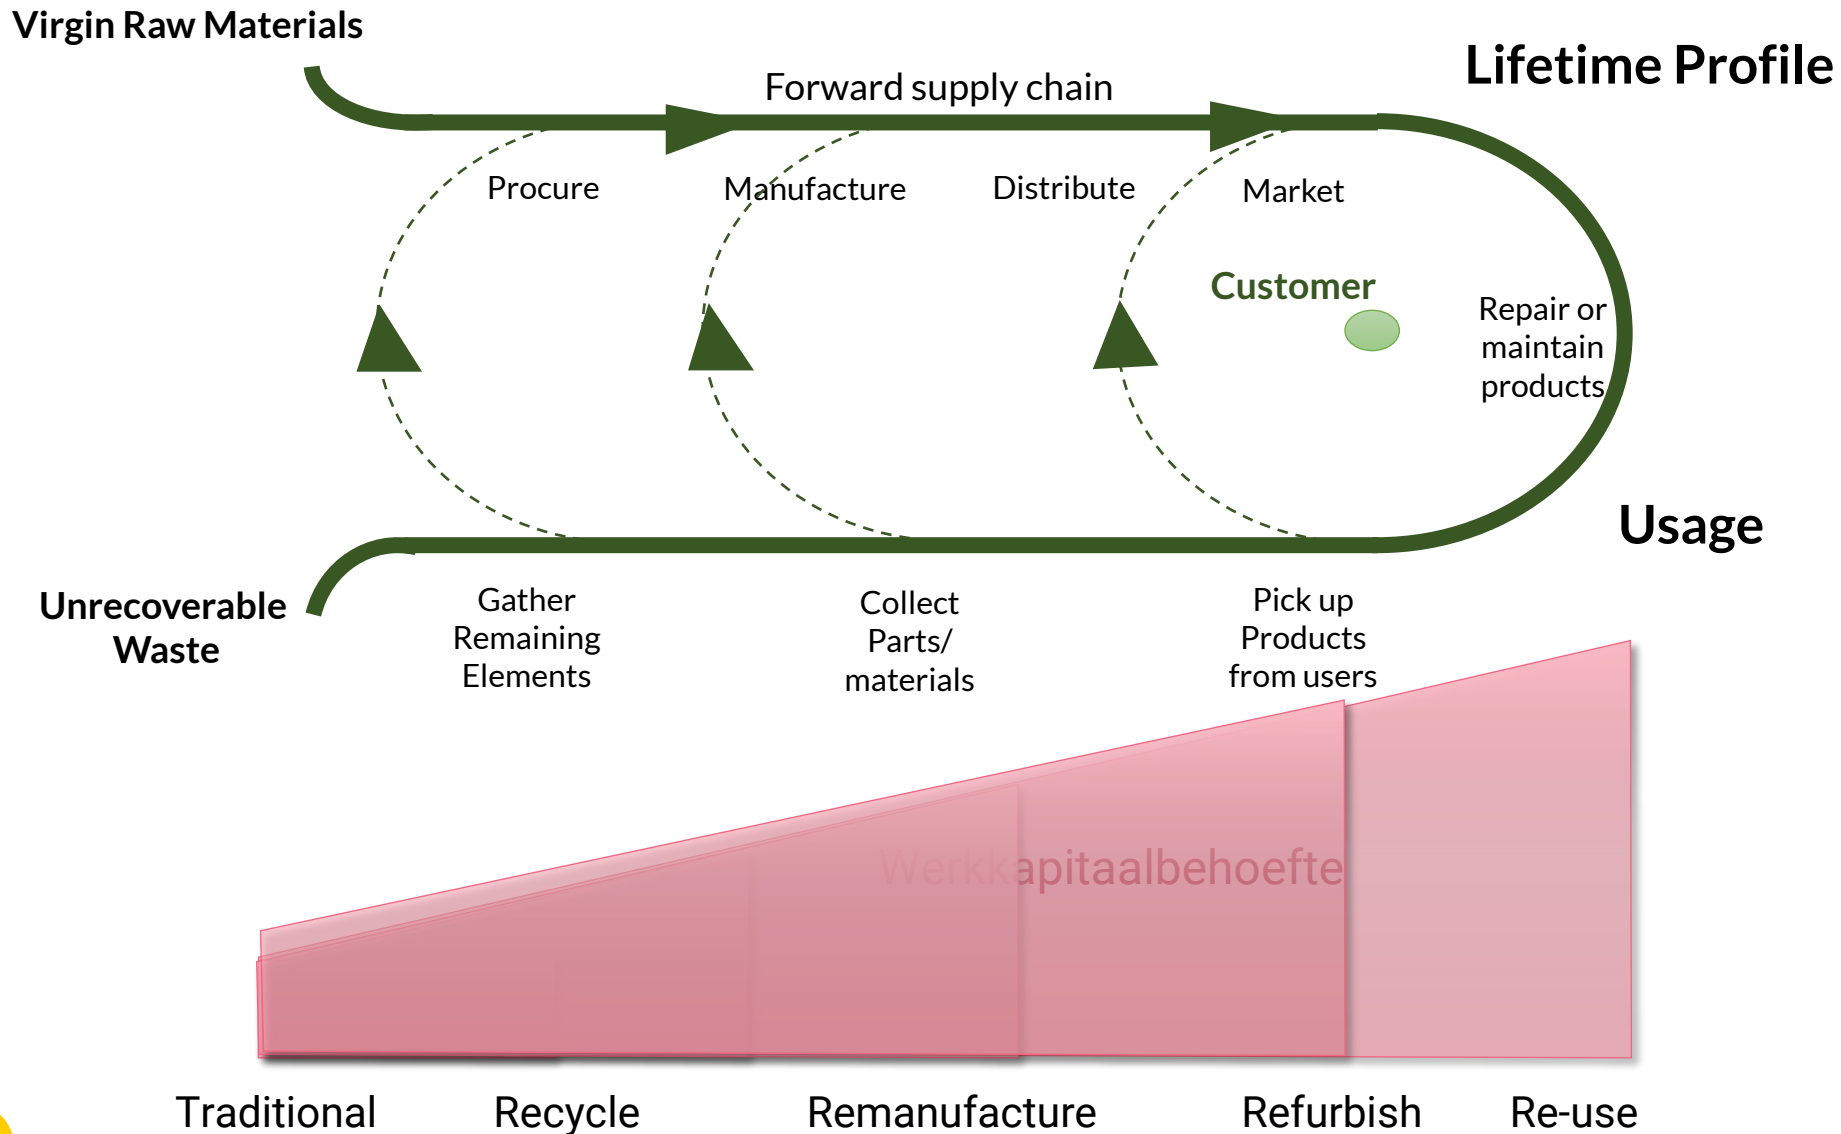 Virgin Raw Materials
Lifetime Profile
Forward supply chain
Procure
Manufacture
Distribute
Market
Customer
Repair or
maintain
products
Usage
Unrecoverable
Waste
Gather
Remaining
Elements
Collect
Parts/
materials
Pick up
Products
from users
Werkkapitaalbehoefte
Traditional
Recycle
Remanufacture
Refurbish
Re-use